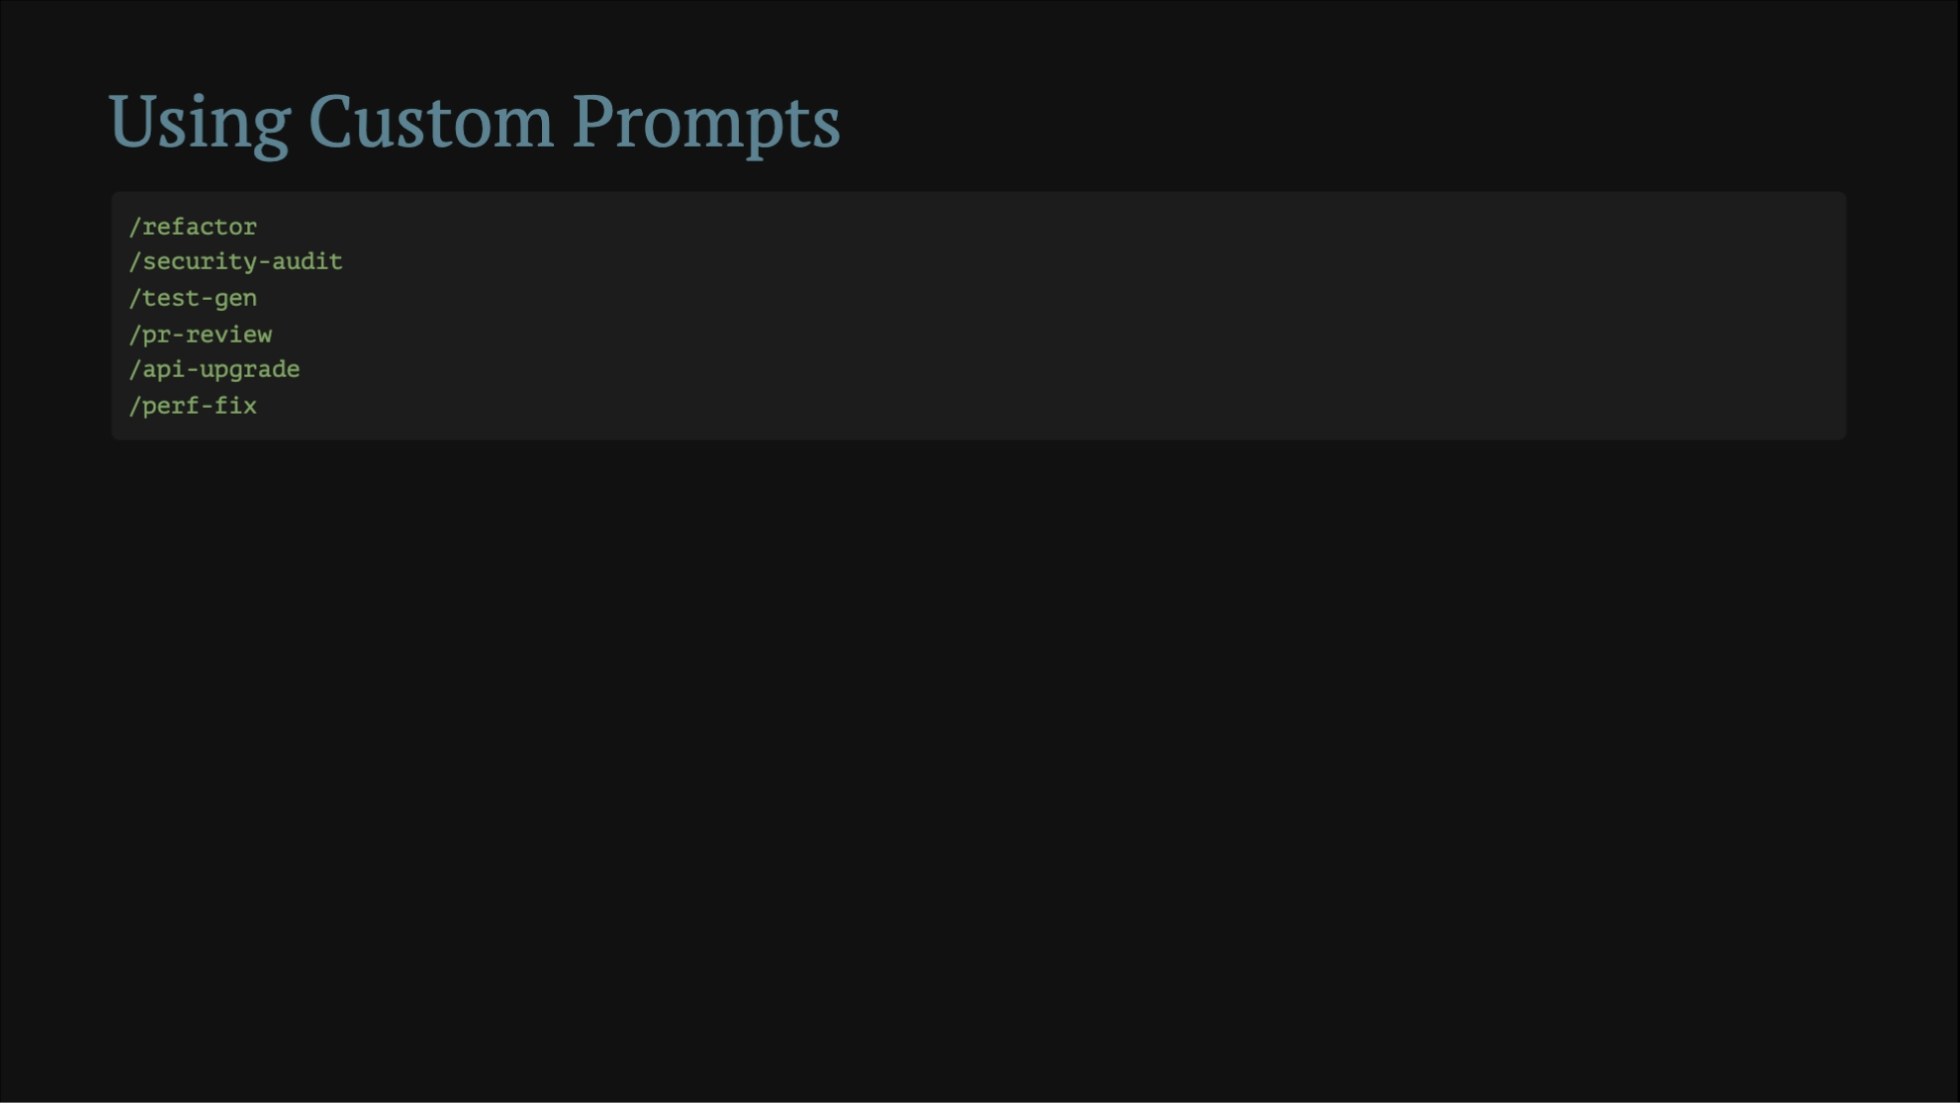 Using Custom Prompts
/refactor
/security-audit
/test-gen
/pr-review
/api-upgrade
/perf-fix